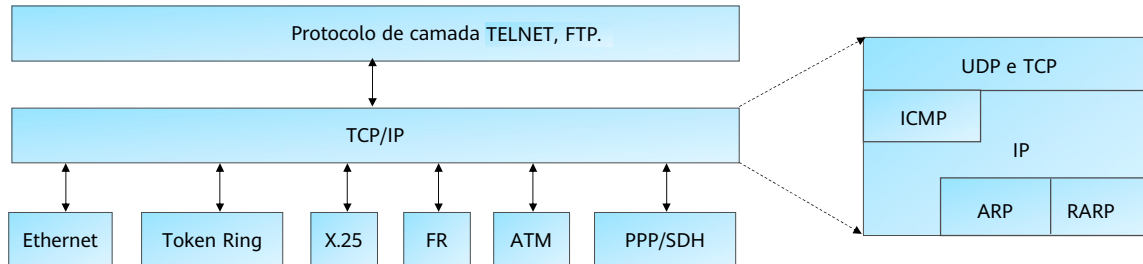 Protocolo de camada TELNET, FTP.
TCP/IP
Ethernet
Token Ring
X.25
FR
ATM
PPP/SDH
UDP e TCP
ICMP
IP
ARP
RARP